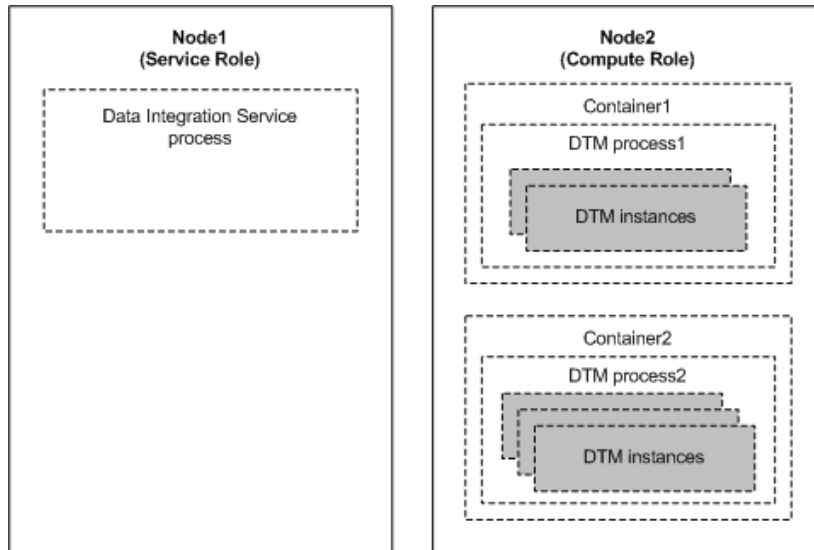 Node1
(Service Role)
Data Integration Service
process
Node2
(Compute Role)
Container1
DTM process1
DTM instances
Container2
DTM process2
DTM instances